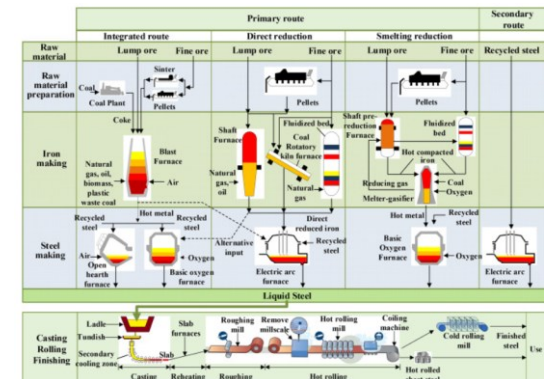 Primary route
Secondary route
Integrated route
Direct reduction
Smelting reduction
Raw material
Lump ore
Fine ore
Lump ore
Fine ore
Lump ore
Fine ore
Recycled steel
Raw material preparation
Coal
Coal Plant
Sinter
Pellets
Pellets
Pellets
Coke
Iron making
Natural gas, oil, biomass, plastic waste coal
Blast Furnace
Air
Shaft Furnace
Natural gas, oil
Fluidized bed
Coal
Rotatory kiln furnace
Natural gas
Shaft pre-reduction Furnace
Fluidized bed
Hot compacted iron
Reducing gas
Coal
Oxygen
Melter-gasifier
Hot metal
Direct reduced iron
Hot metal
Steel making
Recycled steel
Recycled steel
Air
Open hearth furnace
Oxygen
Basic oxygen furnace
Alternative input
Recycled steel
Electric arc furnace
Recycled steel
Basic Oxygen Furnace
Oxygen
Recycled steel
Electric arc furnace
Liquid Steel
Casting Rolling Finishing
Ladle
Tundish
Secondary cooling zone
Slab
Slab furnaces
Roughing mill
Remove millscale
Hot rolling mill
Coiling machine
Cold rolling mill
Finished steel
Use
Hot rolled
Casting
Reheating
Roughing
Hot rolling